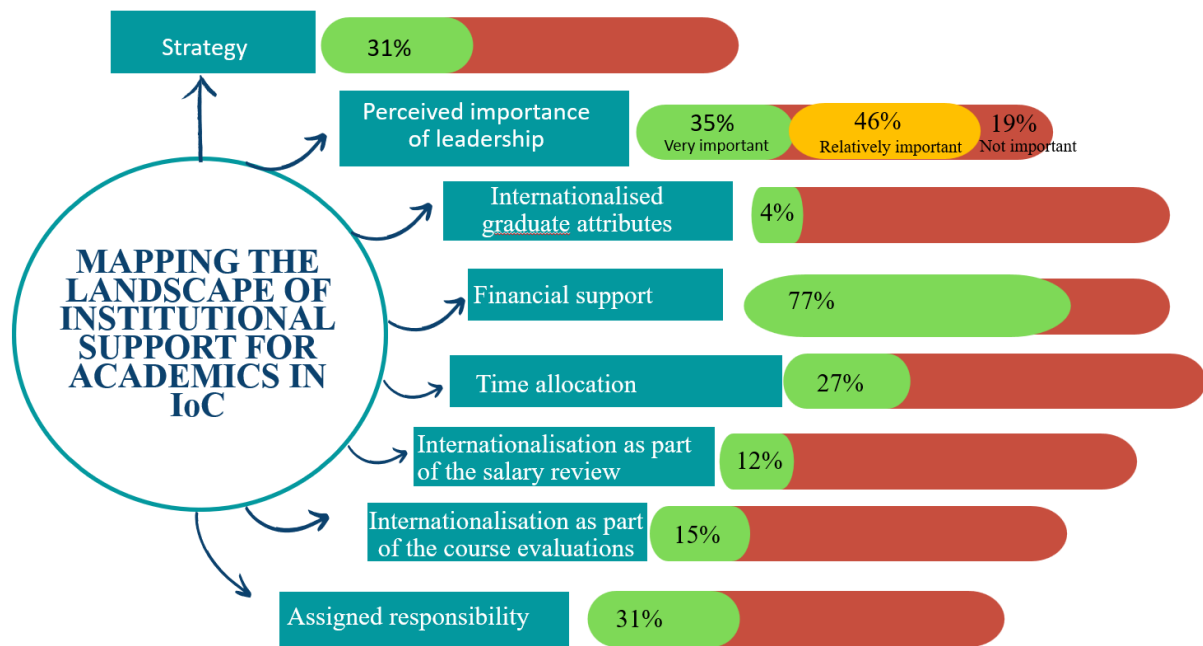 Strategy
31%
Perceived importance
of leadership
35%
Very important
46%
Relatively important
19%
Not important
Internationalised
graduate attributes
4%
MAPPING THE
LANDSCAPE OF
INSTITUTIONAL
SUPPORT FOR
ACADEMICS IN
IoC
Financial support
77%
Time allocation
27%
Internationalisation as part
of the salary review
12%
Internationalisation as part
of the course evaluations
15%
Assigned responsibility
31%